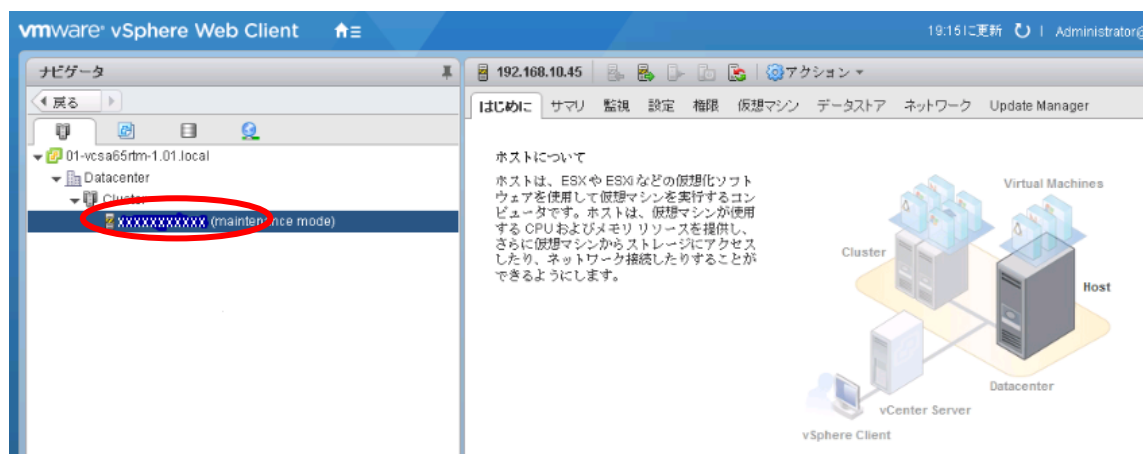 vmware® vSphere Web Client
19:15に更新 | Administrator@
ナビゲータ
戻る
01-vcsa65rtm-1.01.local
Datacenter
Cluster
xxxxxxxxxxx (maintenance mode)
192.168.10.45 アクション
はじめに サマリ 監視 設定 権限 仮想マシン データストア ネットワーク Update Manager
ホストについて
ホストは、ESX や ESXi などの仮想化ソフト
ウェアを使用して仮想マシンを実行するコン
ピュータです。ホストは、仮想マシンが使用
する CPU およびメモリ リソースを提供し、
さらに仮想マシンからストレージにアクセス
したり、ネットワーク接続したりすることが
できるようにします。
Virtual Machines
Cluster
Host
Datacenter
vCenter Server
vSphere Client